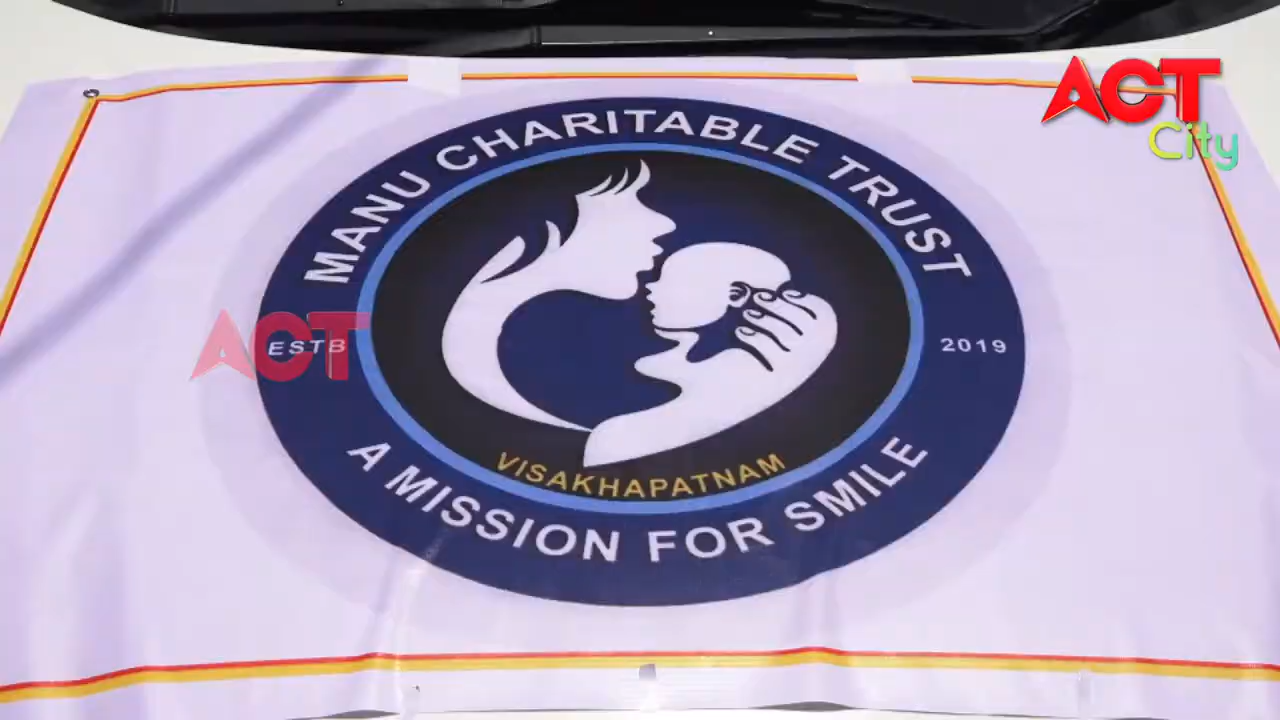 ACT
City
MANU CHARITABLE TRUST
ACT
ESTB
2019
VISAKHAPATNAM
A MISSION FOR SMILE